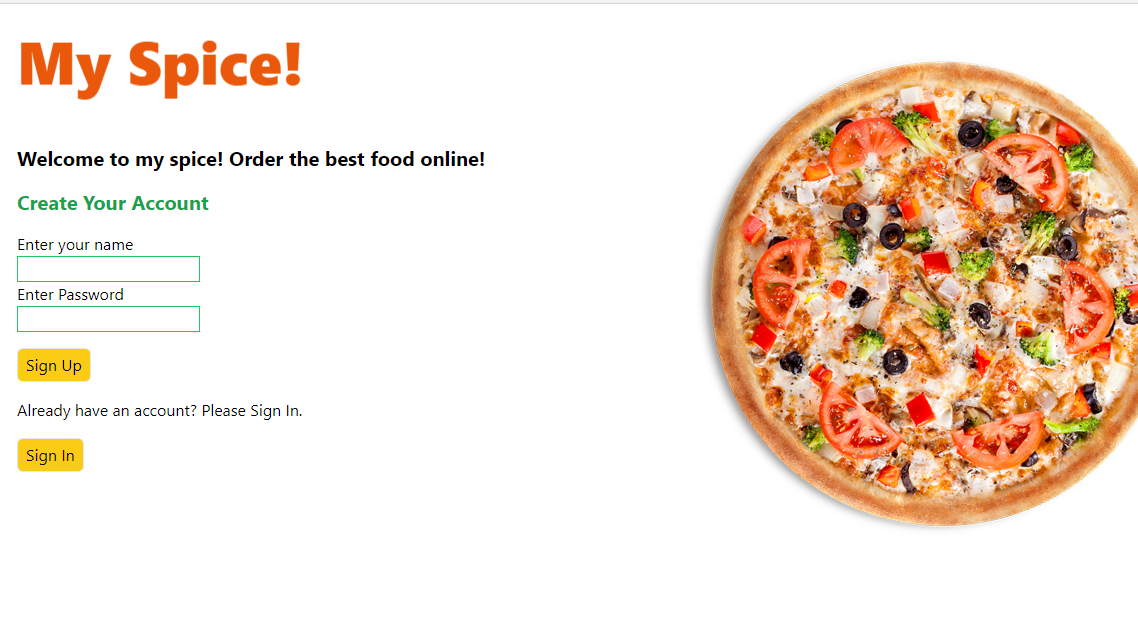 My Spice!
Welcome to my spice! Order the best food online!
Create Your Account
Enter your name
Enter Password
Sign Up
Already have an account? Please Sign In.
Sign In